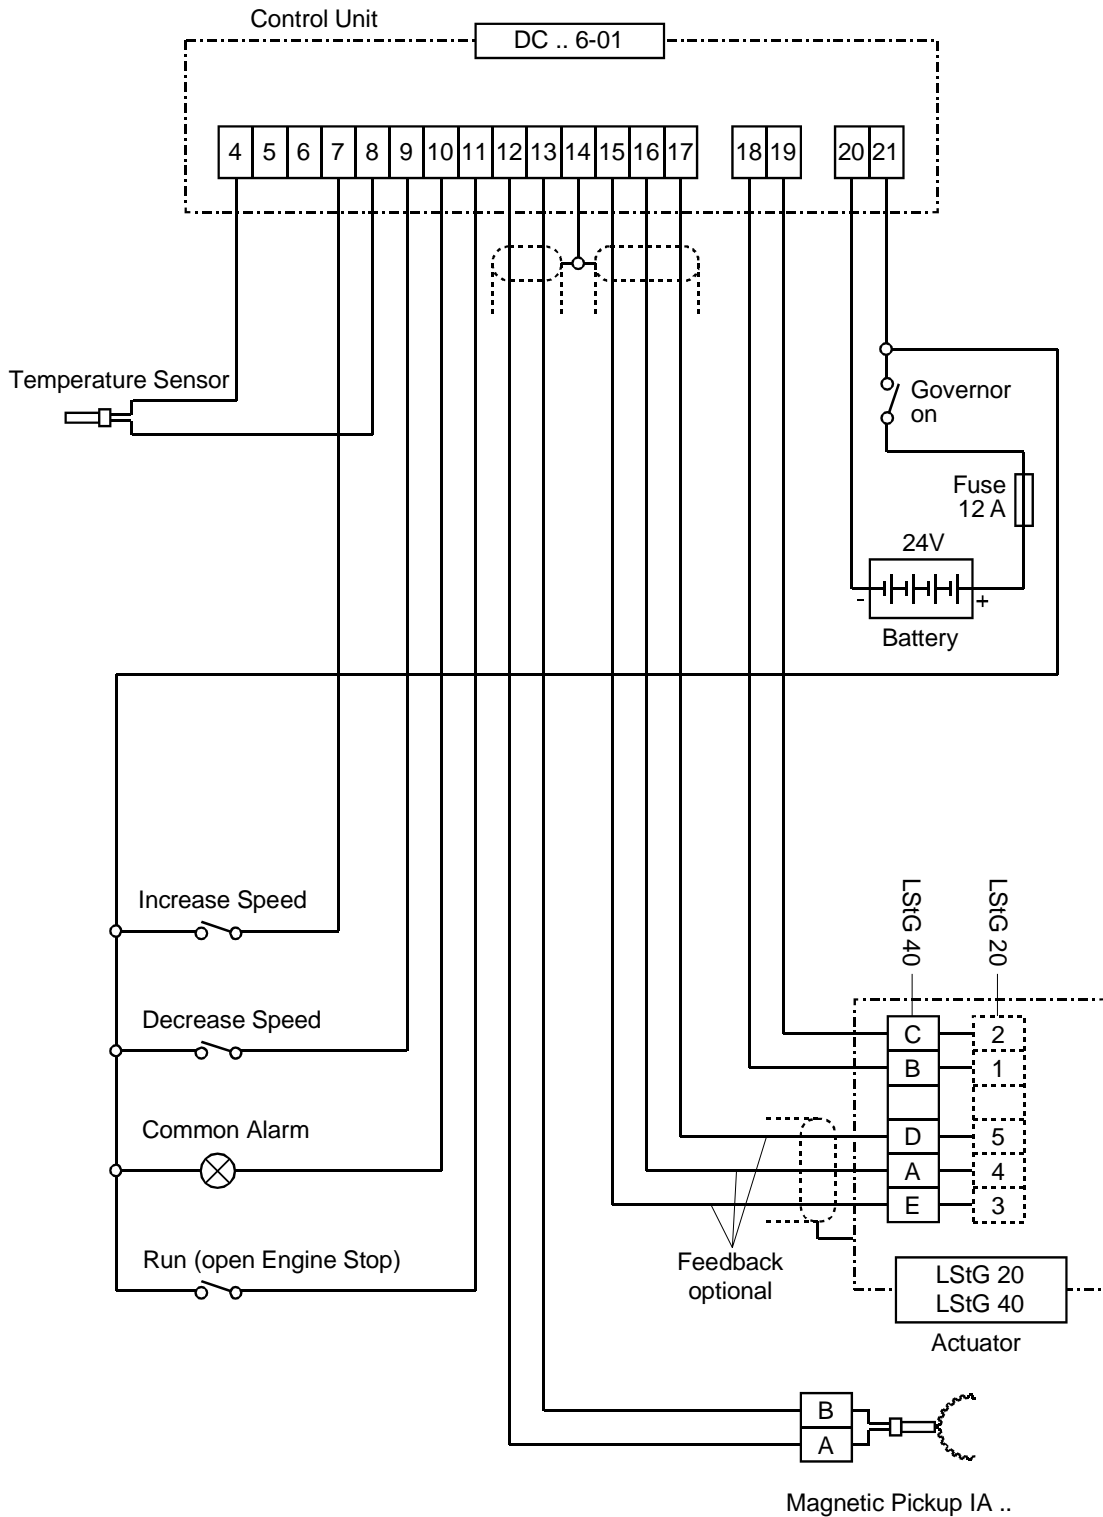 Control Unit
DC .. 6-01
4 5 6 7 8 9 10 11 12 13 14 15 16 17 18 19 20 21
Temperature Sensor
Governor
on
Fuse
12 A
24V
- +
Battery
Increase Speed
LStG 40
LStG 20
Decrease Speed
C 2
B 1
Common Alarm
D 5
A 4
E 3
Run (open Engine Stop)
Feedback
optional
LStG 20
LStG 40
Actuator
B
A
Magnetic Pickup IA ..